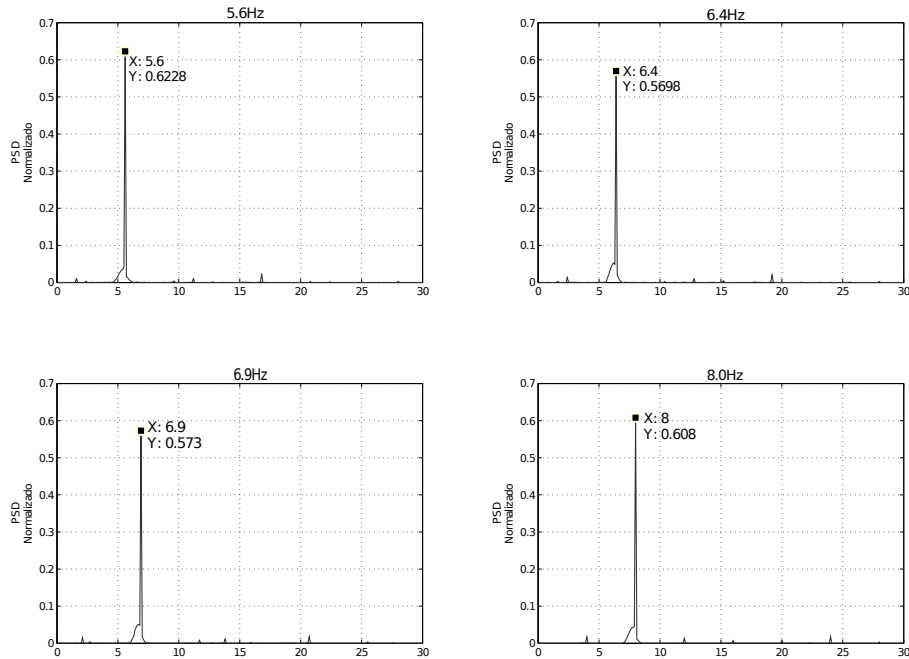 5.6Hz
0.7
0.6
0.5
0.4
0.3
0.2
0.1
0
PSD
Normalizado
X: 5.6
Y: 0.6228
0 5 10 15 20 25 30
6.4Hz
0.7
0.6
0.5
0.4
0.3
0.2
0.1
0
PSD
Normalizado
X: 6.4
Y: 0.5698
0 5 10 15 20 25 30
6.9Hz
0.7
0.6
0.5
0.4
0.3
0.2
0.1
0
PSD
Normalizado
X: 6.9
Y: 0.573
0 5 10 15 20 25 30
8.0Hz
0.7
0.6
0.5
0.4
0.3
0.2
0.1
0
PSD
Normalizado
X: 8
Y: 0.608
0 5 10 15 20 25 30